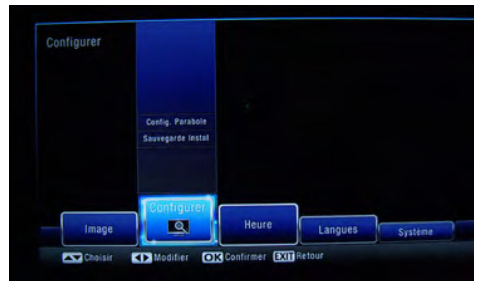 Configurer
Config. Parabole
Sauvegarde Instal
Configurer
Image
Heure
Langues
Système
Choisir
Modifier
OK Confirmer
EXIT Retour